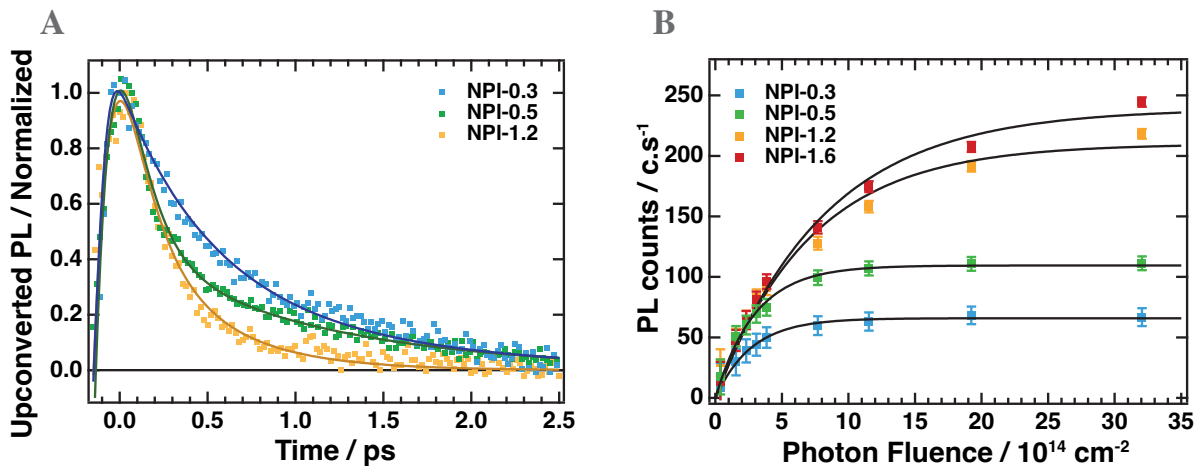 A
Upconverted PL / Normalized
1.0
0.8
0.6
0.4
0.2
0.0
NPI-0.3
NPI-0.5
NPI-1.2
0.0 0.5 1.0 1.5 2.0 2.5
Time / ps
B
PL counts / c.s-1
250
200
150
100
50
0
NPI-0.3
NPI-0.5
NPI-1.2
NPI-1.6
0 5 10 15 20 25 30 35
Photon Fluence / 10¹⁴ cm⁻²